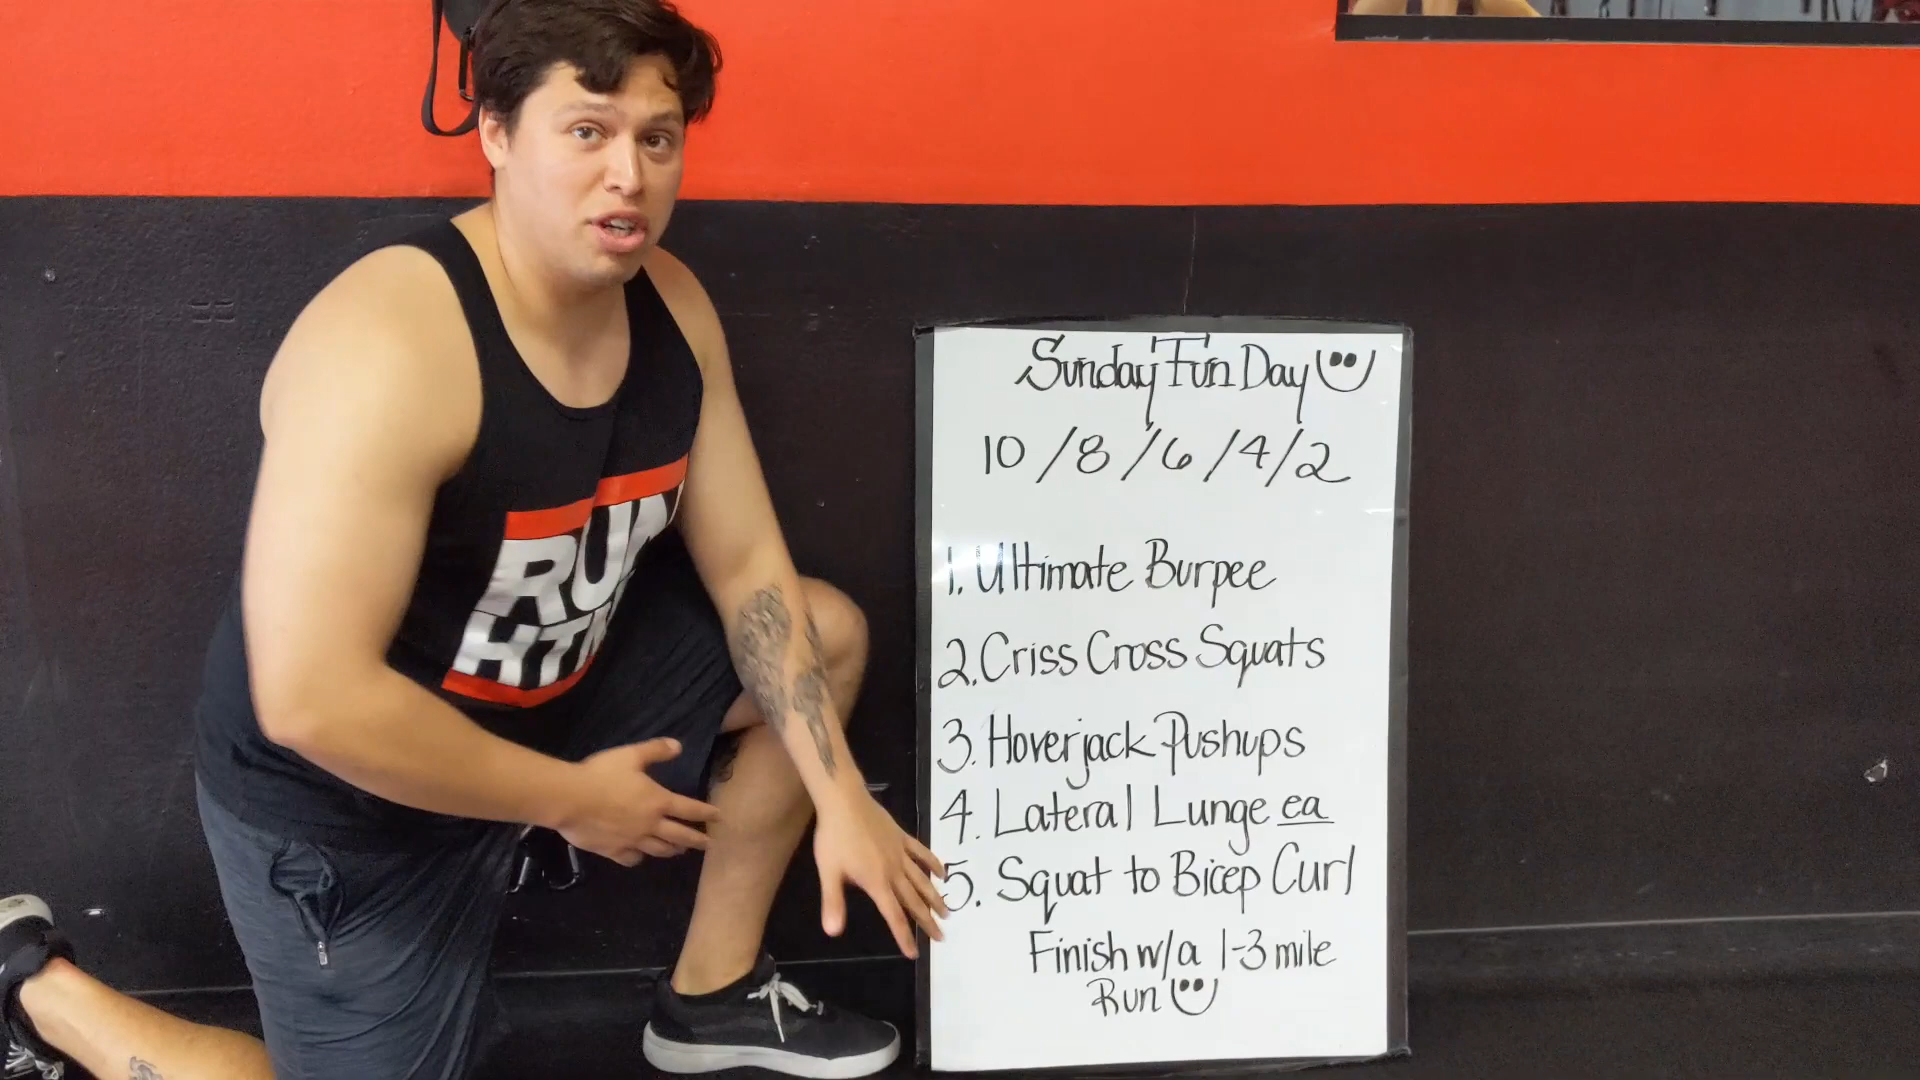 Sunday Fun Day
10/8/6/4/2
1. Ultimate Burpee
2. Criss Cross Squats
3. Hoverjack Pushups
4. Lateral Lunge ea
5. Squat to Bicep Curl
Finish w/a 1-3 mile
Run
RUN